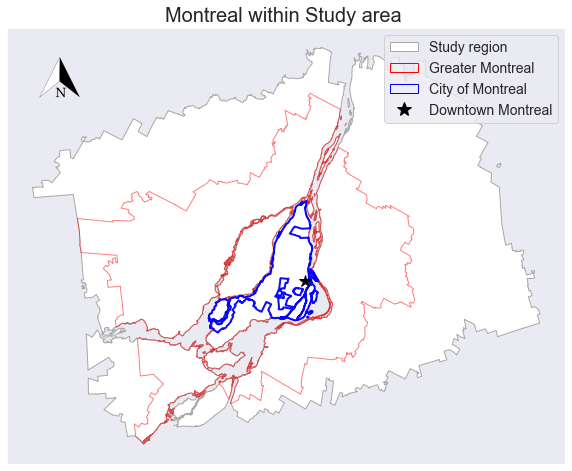 Montreal within Study area
Study region
Greater Montreal
City of Montreal
Downtown Montreal
N